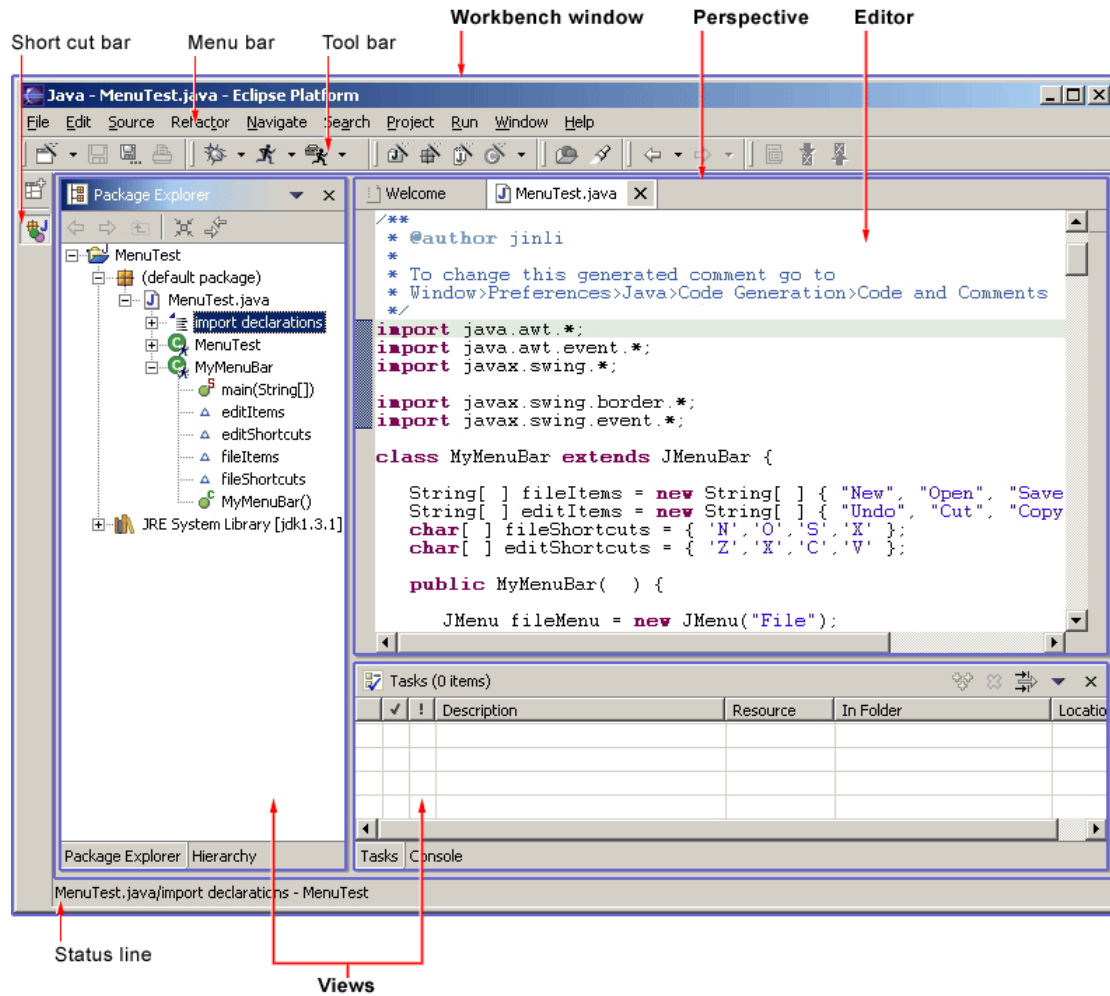 Workbench window Perspective Editor
Short cut bar Menu bar Tool bar
Java - MenuTest.java - Eclipse Platform
File Edit Source Refactor Navigate Search Project Run Window Help
Package Explorer
Welcome MenuTest.java
MenuTest
(default package)
MenuTest.java
import declarations
MenuTest
MyMenuBar
main(String[])
editItems
editShortcuts
fileItems
fileShortcuts
MyMenuBar()
JRE System Library [jdk1.3.1]
/**
* @author jinli
*
* To change this generated comment go to
* Window>Preferences>Java>Code Generation>Code and Comments
*/
import java.awt.*;
import java.awt.event.*;
import javax.swing.*;
import javax.swing.border.*;
import javax.swing.event.*;
class MyMenuBar extends JMenuBar {
String[ ] fileItems = new String[ ] { "New", "Open", "Save
String[ ] editItems = new String[ ] { "Undo", "Cut", "Copy
char[ ] fileShortcuts = { 'N','O','S','X' };
char[ ] editShortcuts = { 'Z','X','C','V' };
public MyMenuBar( ) {
JMenu fileMenu = new JMenu("File");
Tasks (0 items)
! Description Resource In Folder Locatio
Package Explorer Hierarchy
Tasks Console
MenuTest.java/import declarations - MenuTest
Status line
Views